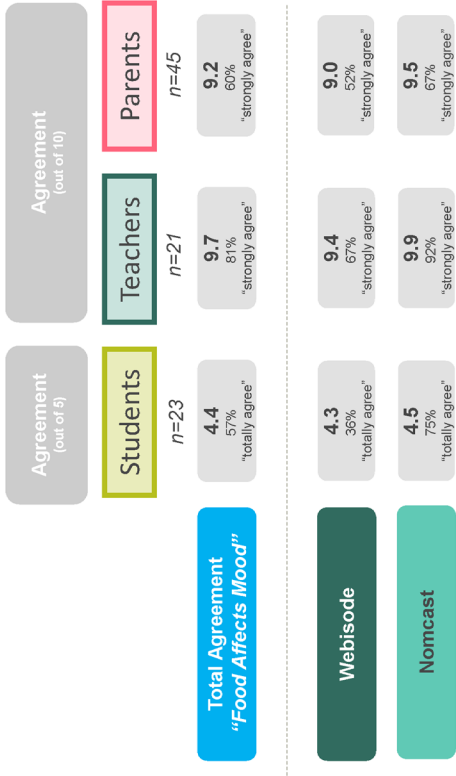 Agreement
(out of 5)
Agreement
(out of 10)
Students
Teachers
Parents
n=23
n=21
n=45
Total Agreement
“Food Affects Mood”
4.4
57%
“totally agree”
9.7
81%
“strongly agree”
9.2
60%
“strongly agree”
Webisode
4.3
36%
“totally agree”
9.4
67%
“strongly agree”
9.0
52%
“strongly agree”
Nomcast
4.5
75%
“totally agree”
9.9
92%
“strongly agree”
9.5
67%
“strongly agree”